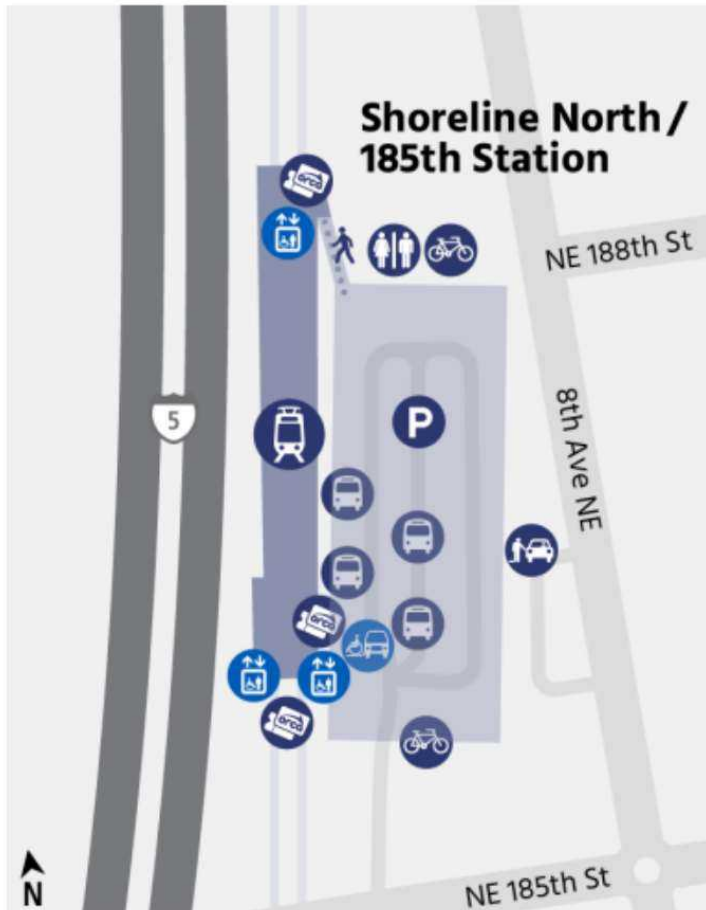 Shoreline North /
185th Station
orca
NE 188th St
5
P
8th Ave NE
orca
orca
NE 185th St
N